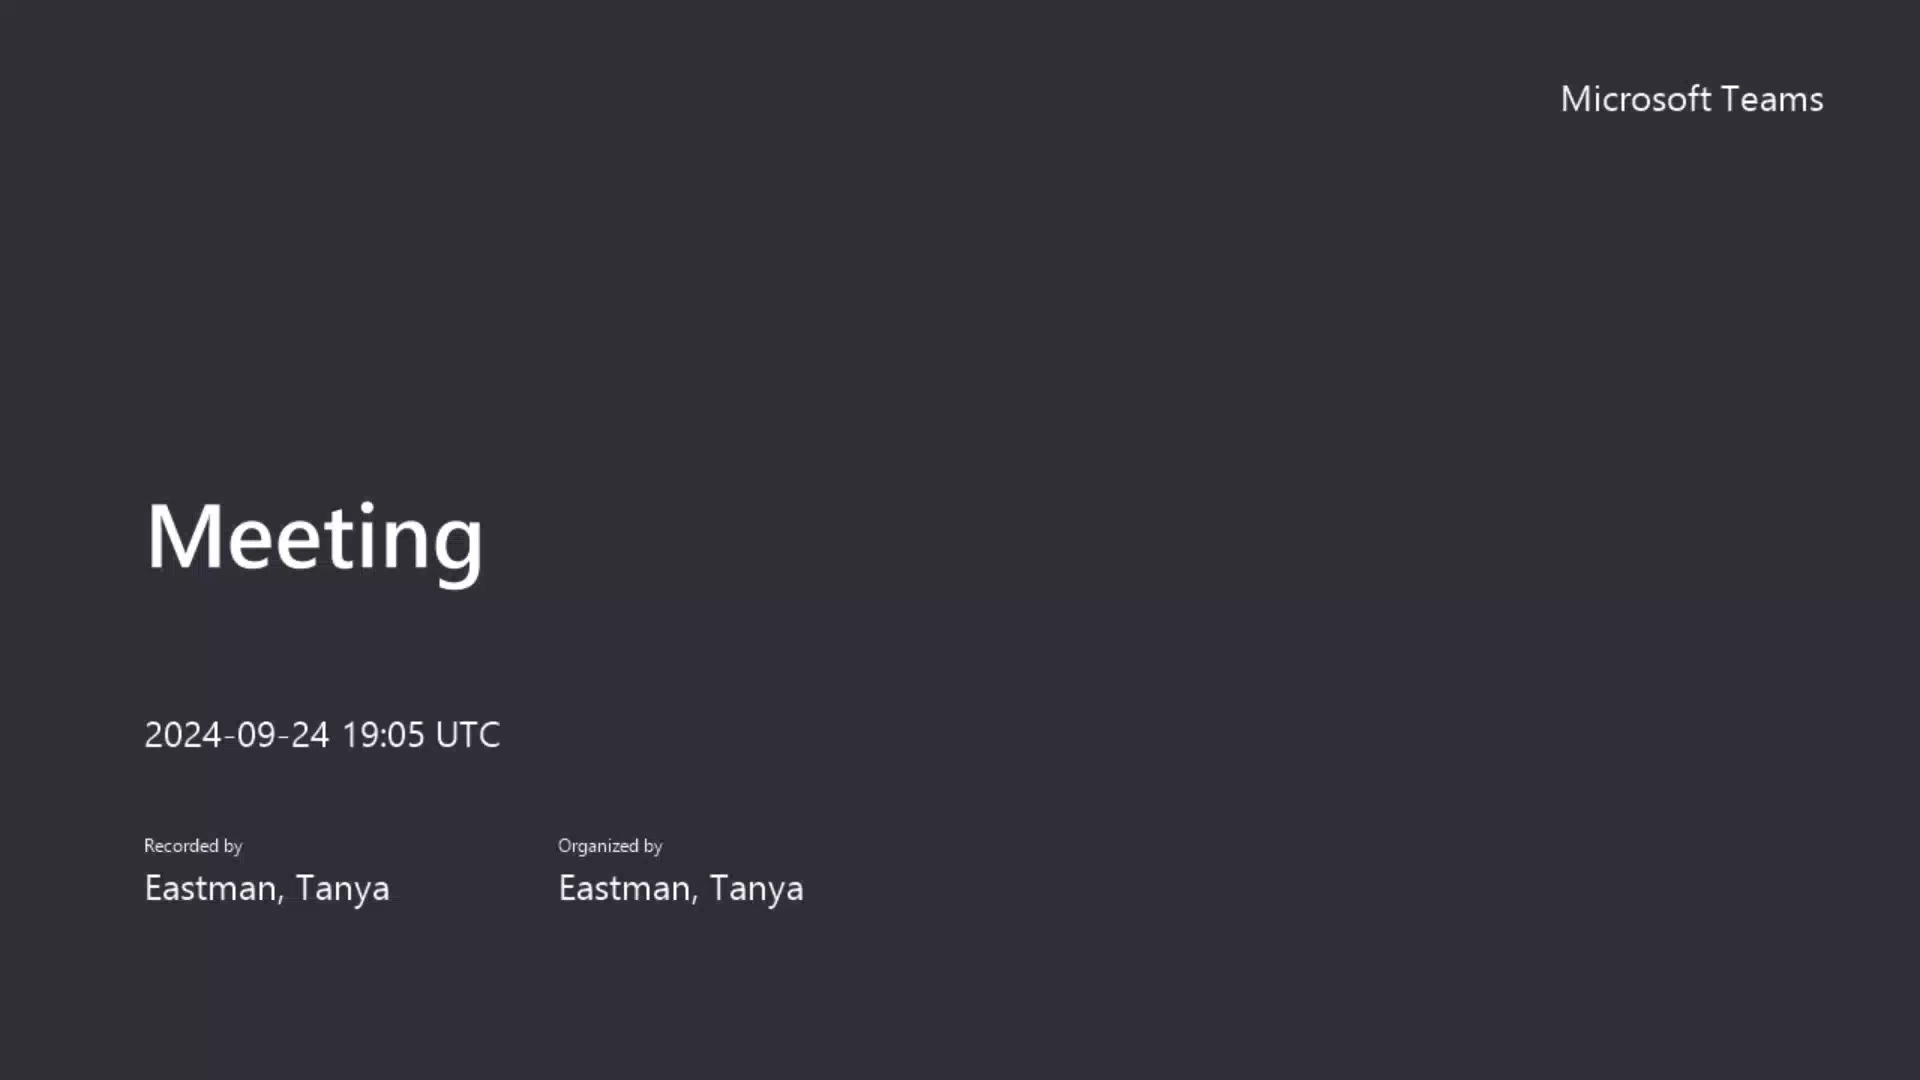 Microsoft Teams
Meeting
2024-09-24 19:05 UTC
Recorded by
Eastman, Tanya
Organized by
Eastman, Tanya